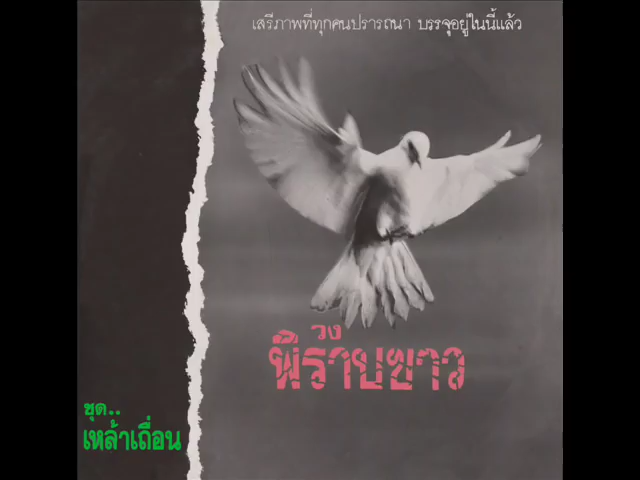 เสรีภาพที่ทุกคนปรารถนา บรรจุอยู่ในนี้แล้ว
วง
พิราบขาว
ชุด..
เหล้าเถื่อน